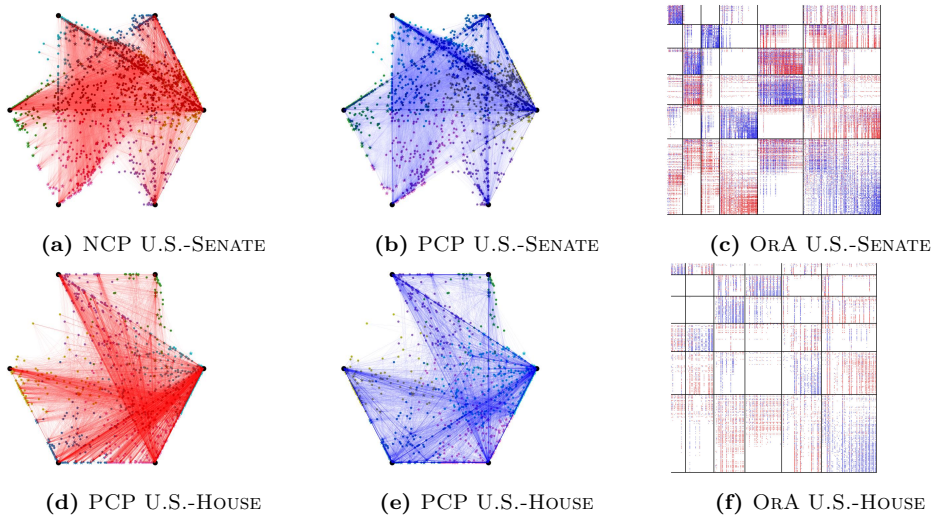 (a) NCP U.S.-SENATE
(b) PCP U.S.-SENATE
(c) ORA U.S.-SENATE
(d) PCP U.S.-HOUSE
(e) PCP U.S.-HOUSE
(f) ORA U.S.-HOUSE